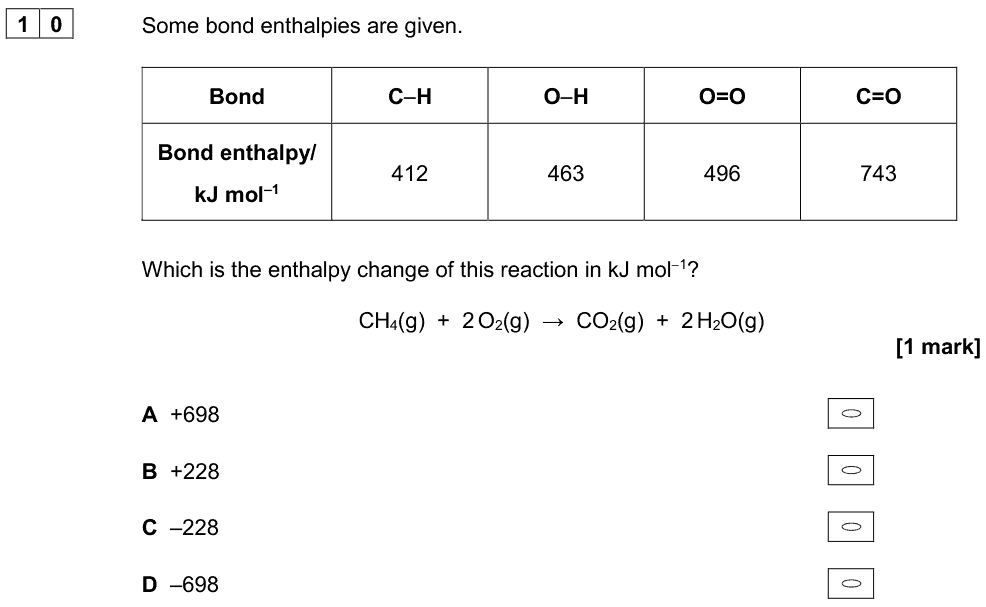 1 0 Some bond enthalpies are given.
Bond C–H O–H O=O C=O
Bond enthalpy/
kJ mol⁻¹ 412 463 496 743
Which is the enthalpy change of this reaction in kJ mol⁻¹?
CH₄(g) + 2 O₂(g) → CO₂(g) + 2 H₂O(g)
[1 mark]
A +698
B +228
C –228
D –698